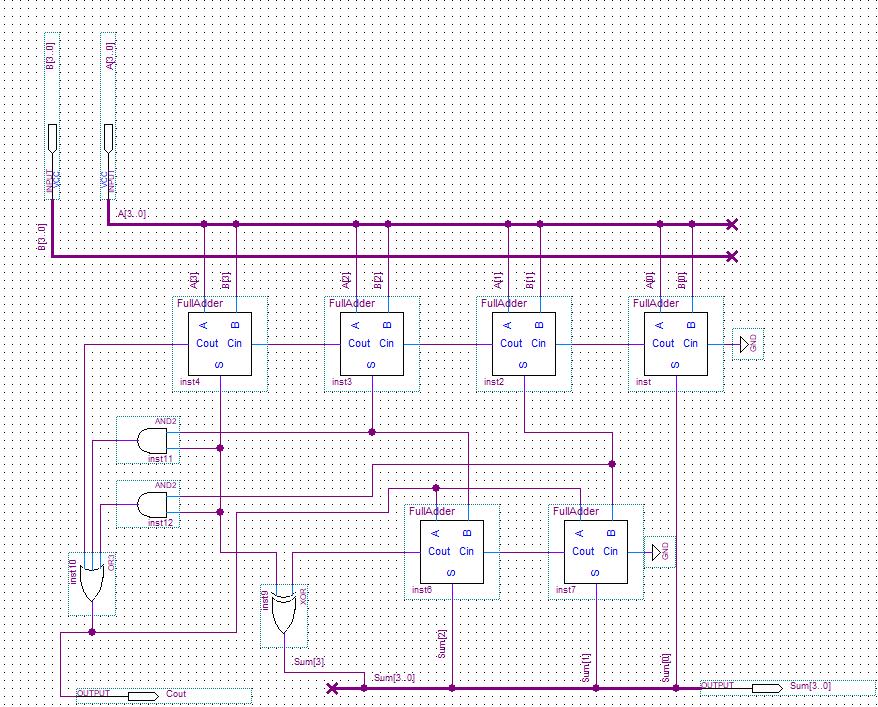 B[3..0]
A[3..0]
INPUT
VCC
VCC
INPUT
A[3..0]
B[3..0]
A[3]
B[3]
A[2]
B[2]
A[1]
B[1]
A[0]
B[0]
FullAdder
FullAdder
FullAdder
FullAdder
A B
A B
A B
A B
Cout Cin
Cout Cin
Cout Cin
Cout Cin
GND
S
S
S
S
inst4
inst3
inst2
inst
AND2
inst11
AND2
inst12
FullAdder
FullAdder
A B
A B
Cout Cin
Cout Cin
GND
S
S
inst6
inst7
inst10
OR3
inst9
XOR
Sum[2]
Sum[1]
Sum[0]
Sum[3]
Sum[3..0]
OUTPUT
Cout
OUTPUT
Sum[3..0]